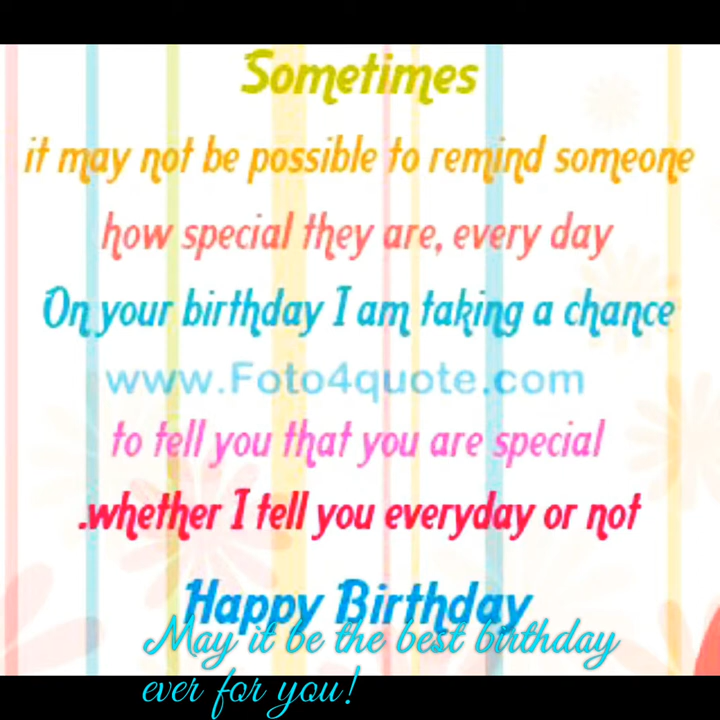 Sometimes
it may not be possible to remind someone
how special they are, every day
On your birthday I am taking a chance
www.Foto4quote.com
to tell you that you are special
.whether I tell you everyday or not
Happy Birthday
May it be the best birthday
ever for you!